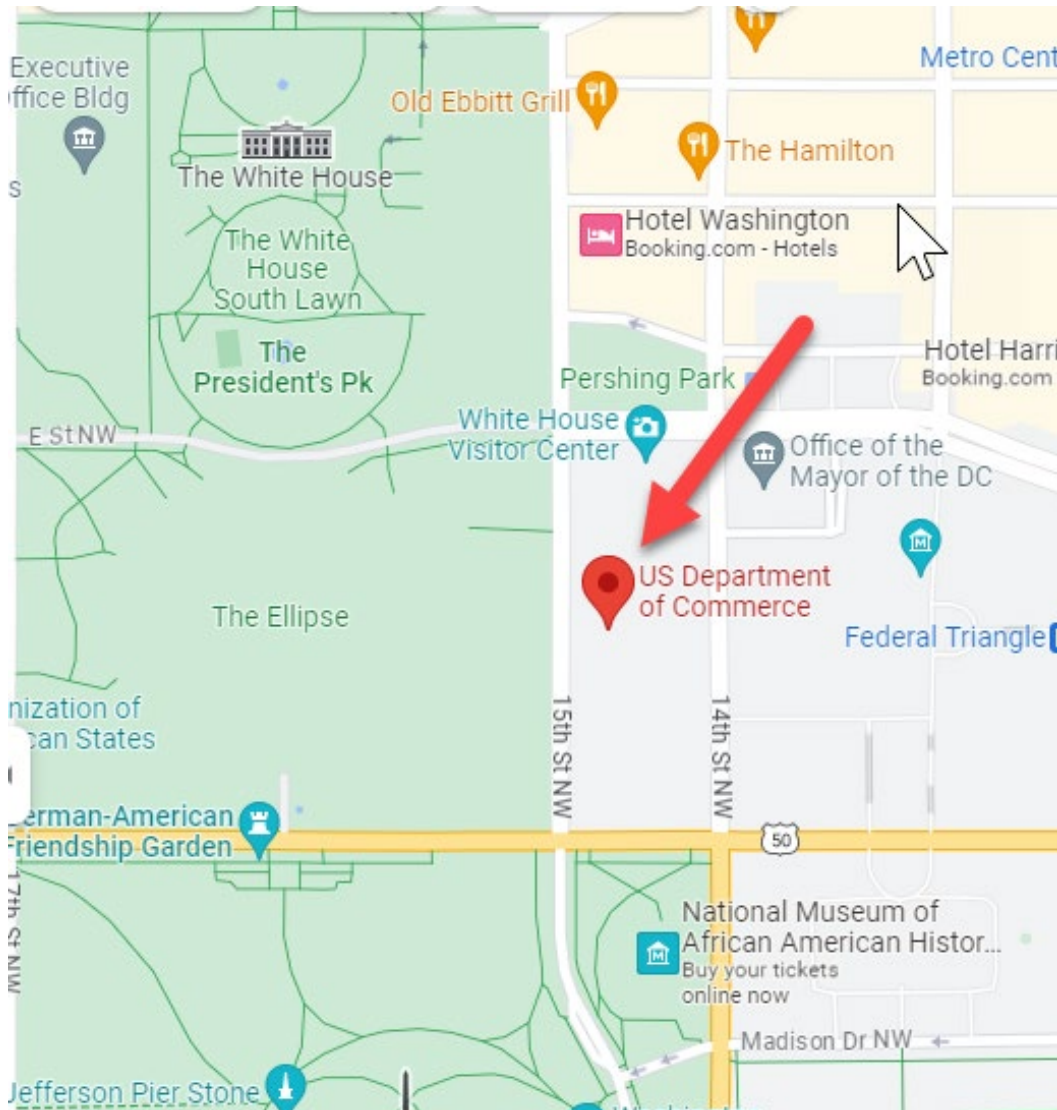 Executive
ffice Bldg
Metro Cent
Old Ebbitt Grill
The White House
The Hamilton
s
Hotel Washington
Booking.com - Hotels
The White
House
South Lawn
The
President's Pk
Pershing Park
Hotel Harri
Booking.com
White House
Visitor Center
E St NW
Office of the
Mayor of the DC
US Department
of Commerce
The Ellipse
Federal Triangle
nization of
can States
15th St NW
14th St NW
erman-American
Friendship Garden
50
17th St NW
National Museum of
African American Histor...
Buy your tickets
online now
Madison Dr NW
Jefferson Pier Stone